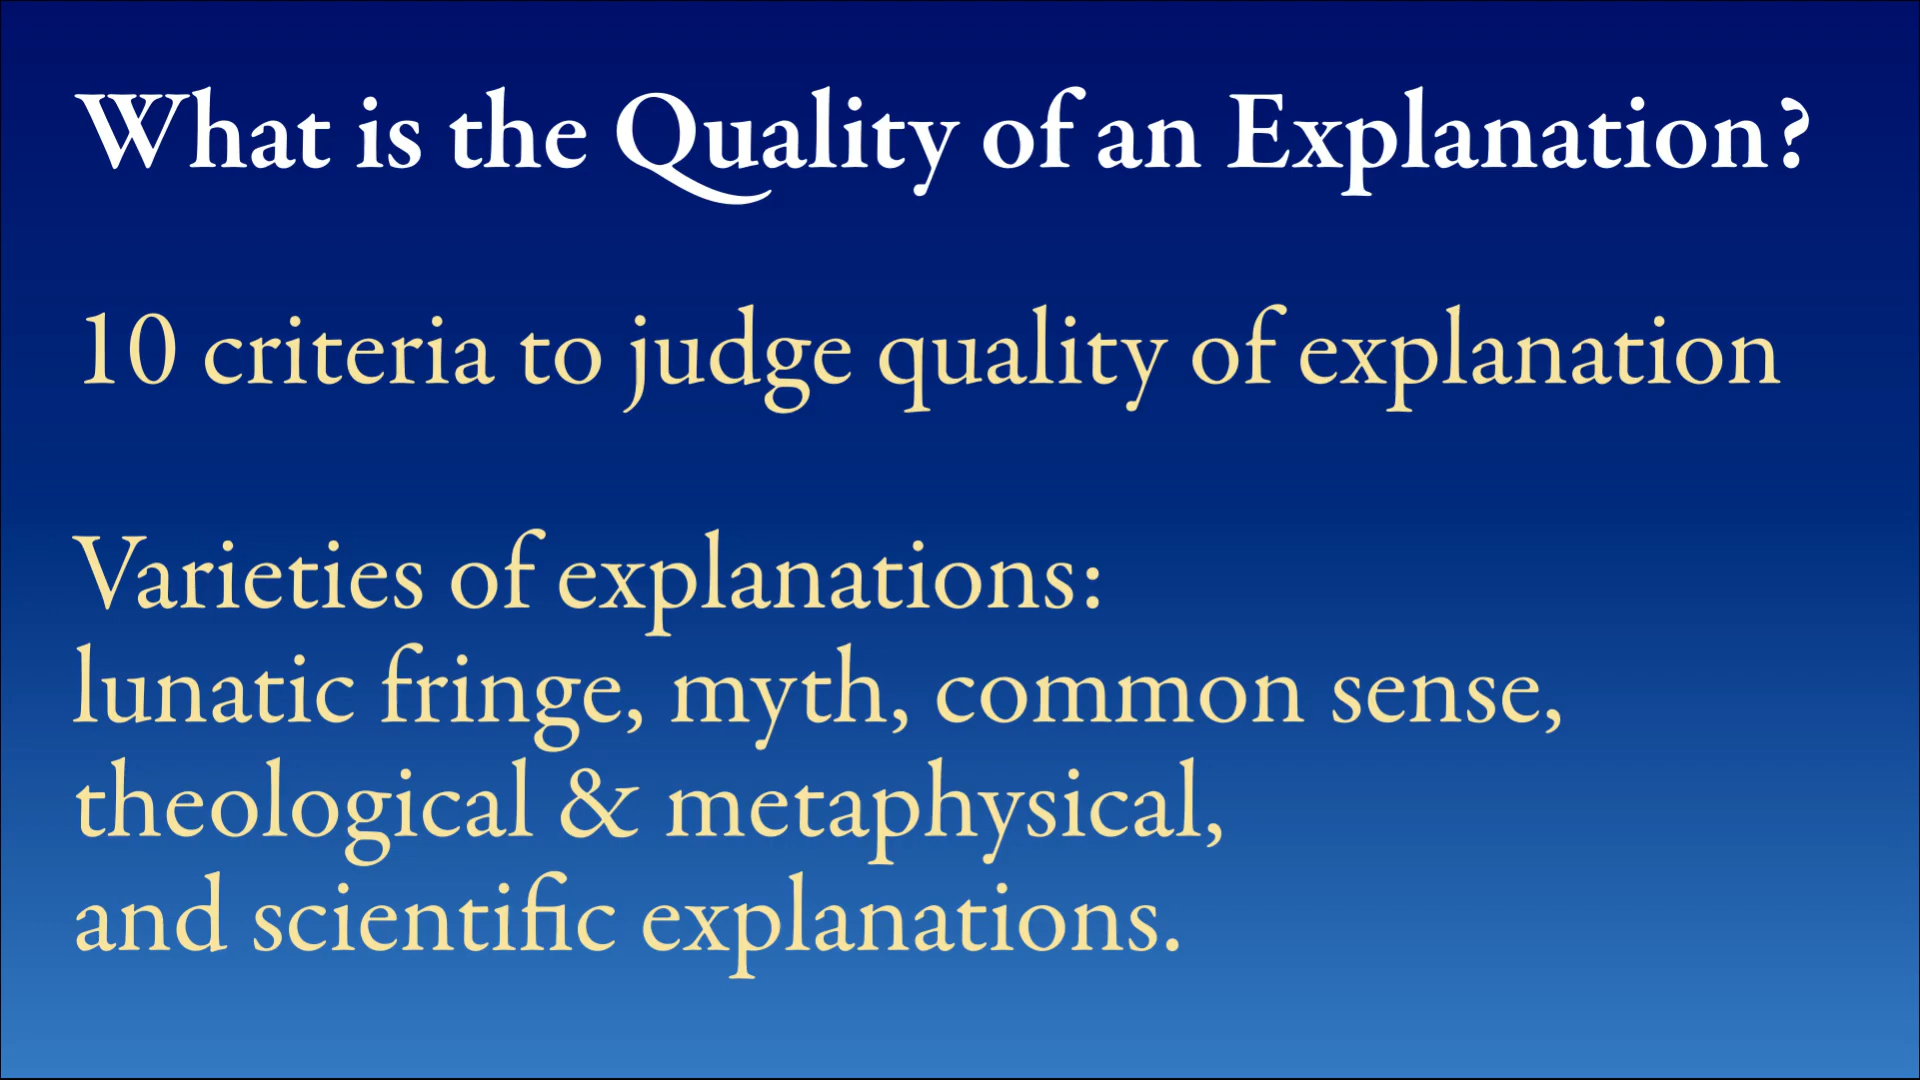 What is the Quality of an Explanation?
10 criteria to judge quality of explanation
Varieties of explanations:
lunatic fringe, myth, common sense,
theological & metaphysical,
and scientific explanations.